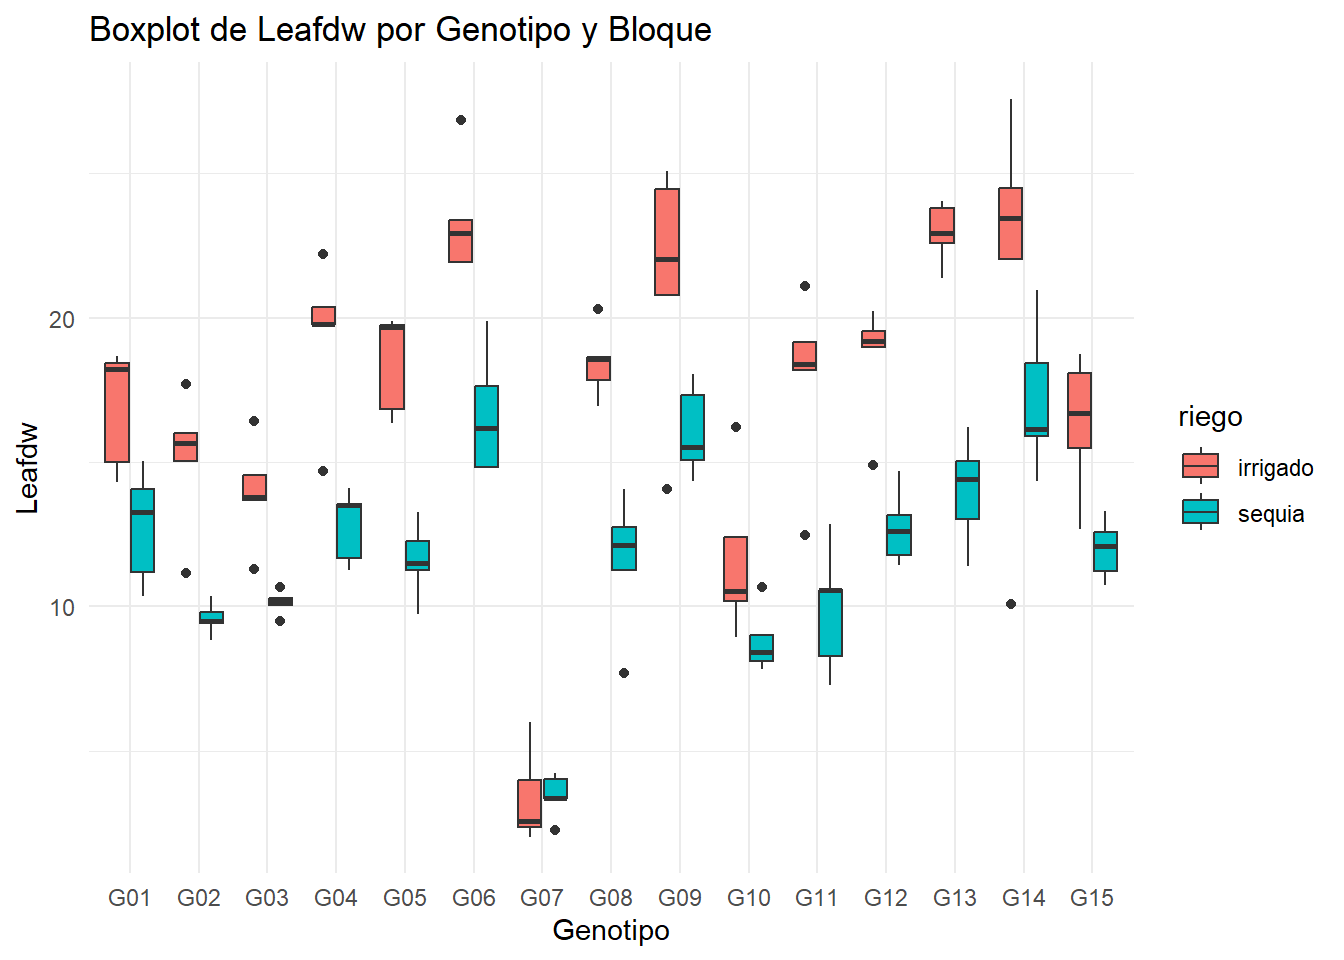 Boxplot de Leafdw por Genotipo y Bloque
Leafdw
20
10
G01 G02 G03 G04 G05 G06 G07 G08 G09 G10 G11 G12 G13 G14 G15
Genotipo
riego
irrigado
sequia